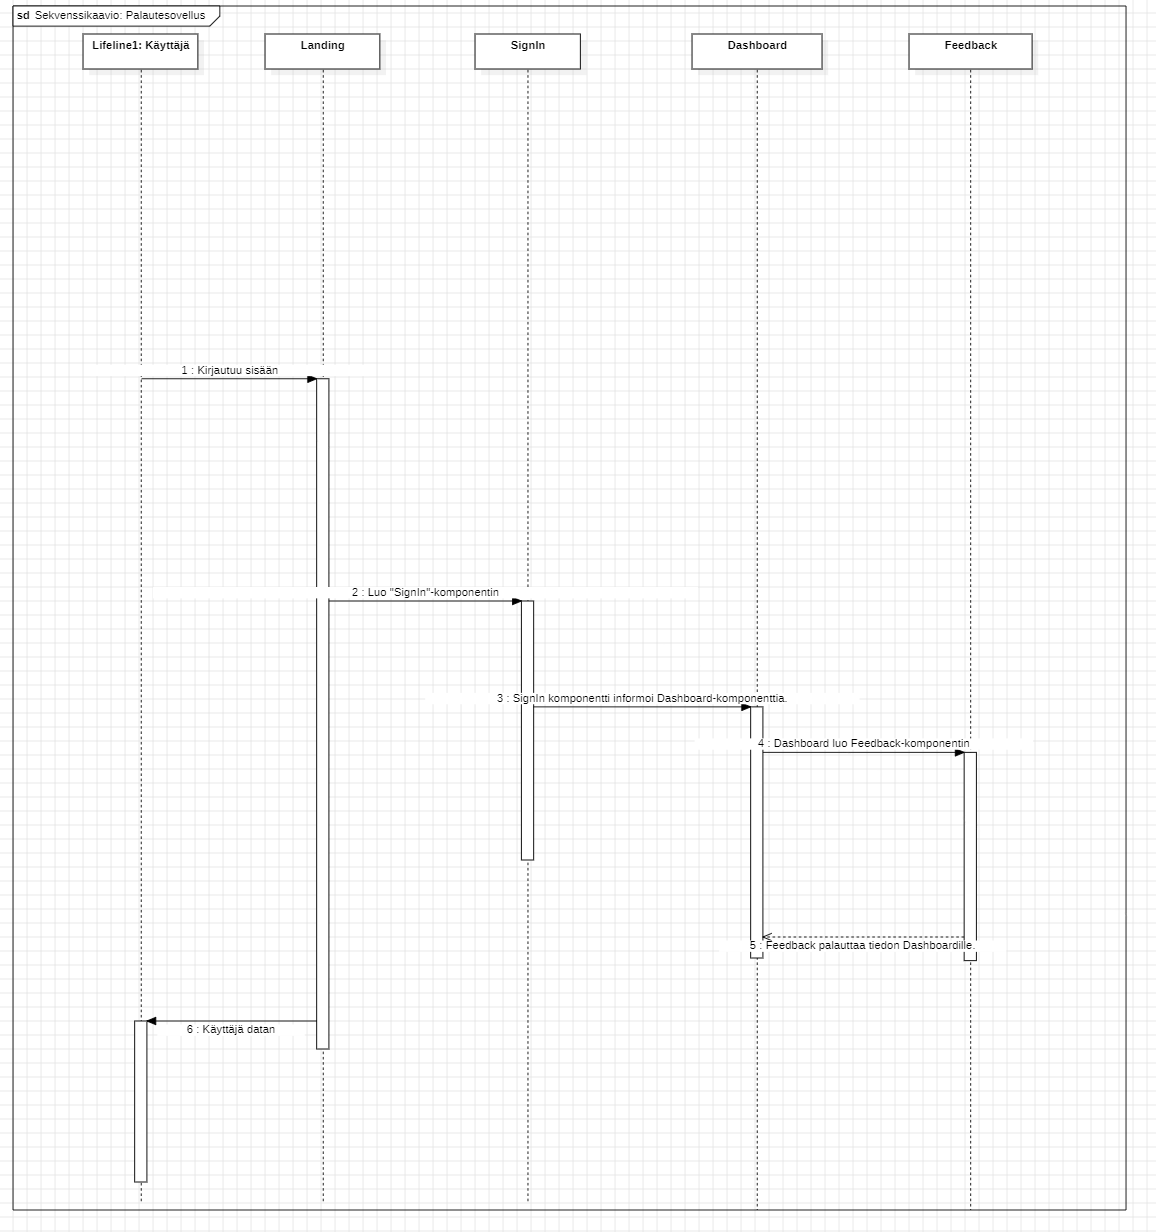 sd Sekvenssikaavio: Palautesovellus
Lifeline1: Käyttäjä
Landing
SignIn
Dashboard
Feedback
1 : Kirjautuu sisään
2 : Luo "SignIn"-komponentin
3 : SignIn komponentti informoi Dashboard-komponenttia.
4 : Dashboard luo Feedback-komponentin
5 : Feedback palauttaa tiedon Dashboardille.
6 : Käyttäjä datan